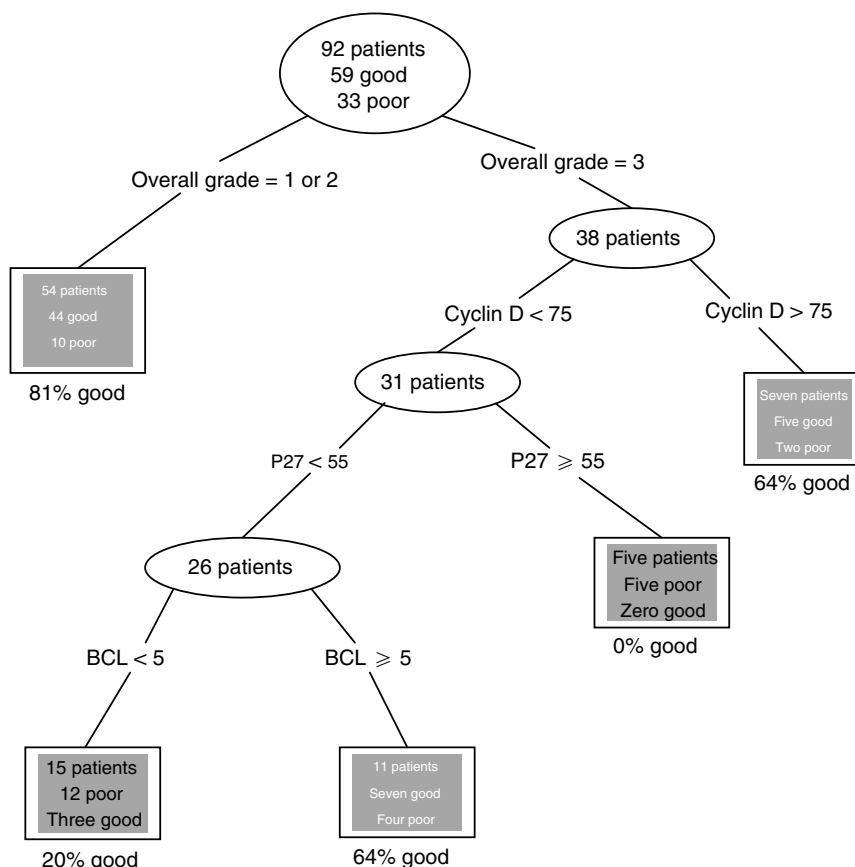 92 patients
59 good
33 poor
Overall grade = 1 or 2
Overall grade = 3
38 patients
54 patients
44 good
10 poor
81% good
Cyclin D < 75
Cyclin D > 75
31 patients
Seven patients
Five good
Two poor
64% good
P27 < 55
P27 ⩾ 55
26 patients
Five patients
Five poor
Zero good
0% good
BCL < 5
BCL ⩾ 5
15 patients
12 poor
Three good
20% good
11 patients
Seven good
Four poor
64% good